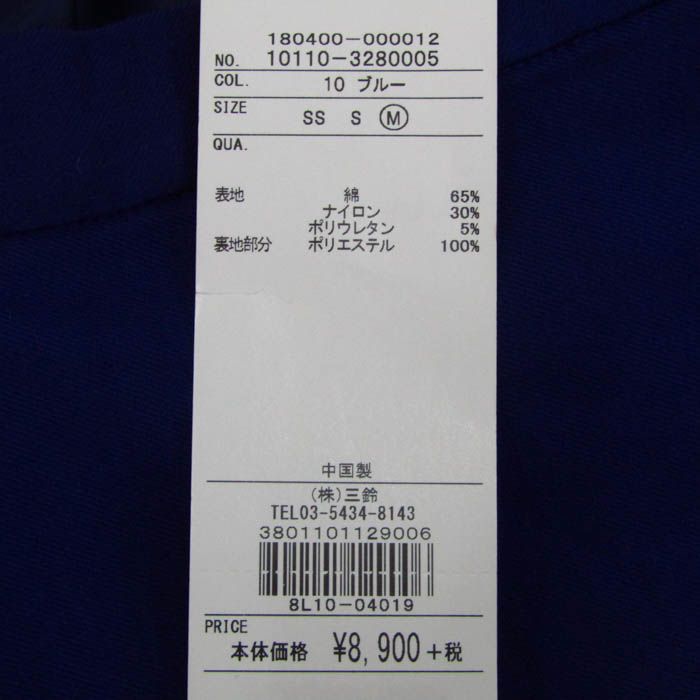 180400-000012
NO. 10110-3280005
COL. 10 ブルー
SIZE SS S M
QUA.
表地 綿 65%
ナイロン 30%
ポリウレタン 5%
裏地部分 ポリエステル 100%
中国製
(株)三鈴
TEL03-5434-8143
3801101129006
8L10-04019
PRICE
本体価格 ¥8,900+税